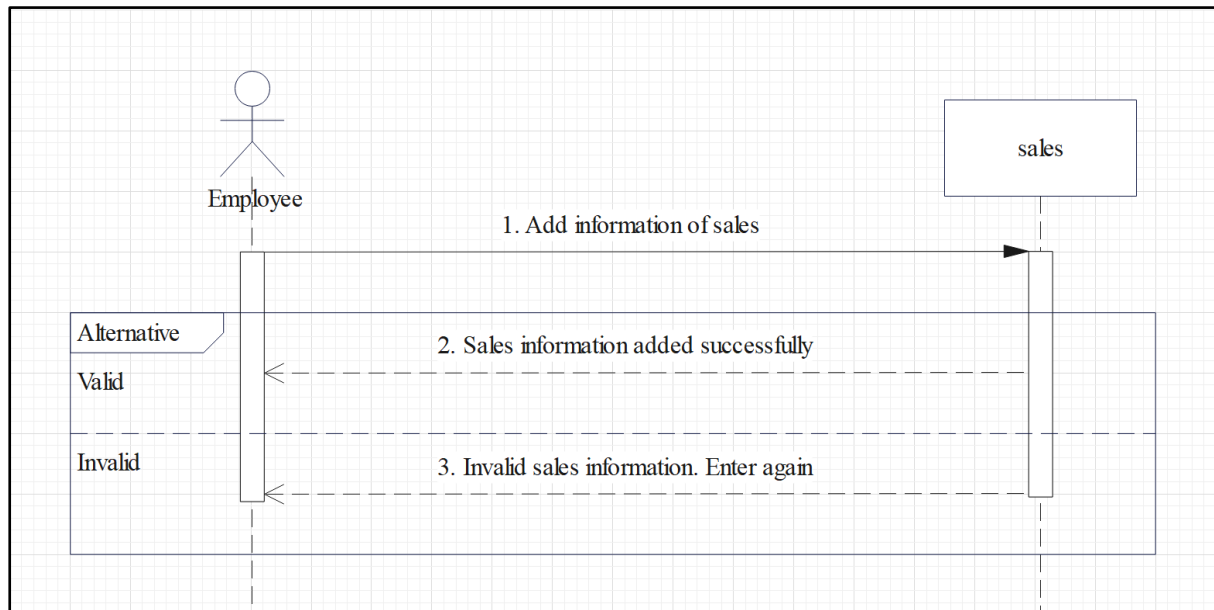 sales
Employee
1. Add information of sales
Alternative
2. Sales information added successfully
Valid
Invalid
3. Invalid sales information. Enter again